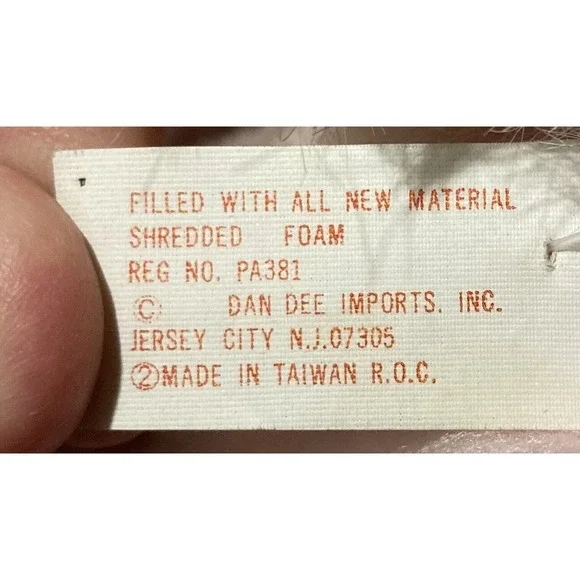 FILLED WITH ALL NEW MATERIAL
SHREDDED FOAM
REG NO. PA381
© DAN DEE IMPORTS. INC.
JERSEY CITY N.J.07305
②MADE IN TAIWAN R.O.C.